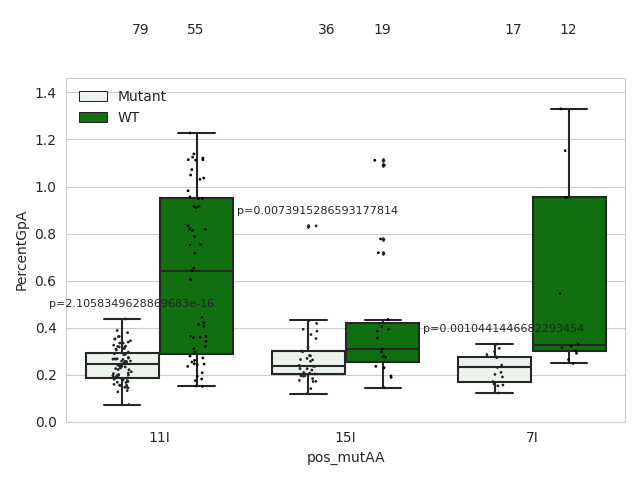 79 55 36 19 17 12
1.4
Mutant
WT
1.2
1.0
p=0.0073915286593177814
0.8
PercentGpA
0.6
p=2.1058349628869683e-16
0.4
p=0.0010441446682293454
0.2
0.0
11I 15I 7I
pos_mutAA